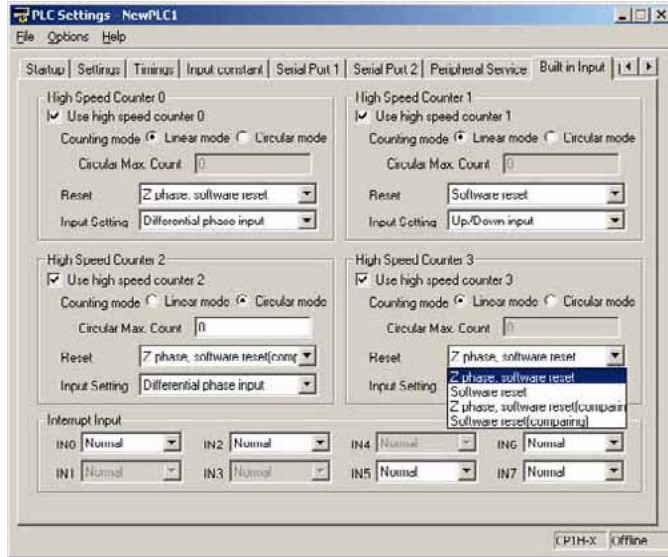 PLC Settings - NewPLC1
File Options Help
Startup Settings Timings Input constant Serial Port 1 Serial Port 2 Peripheral Service Built in Input
High Speed Counter 0
Use high speed counter 0
Counting mode Linear mode Circular mode
Circular Max. Count 0
Reset Z phase, software reset
Input Setting Differential phase input
High Speed Counter 1
Use high speed counter 1
Counting mode Linear mode Circular mode
Circular Max. Count 0
Reset Software reset
Input Setting Up/Down input
High Speed Counter 2
Use high speed counter 2
Counting mode Linear mode Circular mode
Circular Max. Count 0
Reset Z phase, software reset(comp
Input Setting Differential phase input
High Speed Counter 3
Use high speed counter 3
Counting mode Linear mode Circular mode
Circular Max. Count 0
Reset Z phase, software reset
Input Setting
Z phase, software reset
Software reset
Z phase, software reset(comparin
Software reset(comparing)
Interrupt Input
IN0 Normal IN2 Normal IN4 Normal IN6 Normal
IN1 Normal IN3 Normal IN5 Normal IN7 Normal
CP1H-X Offline